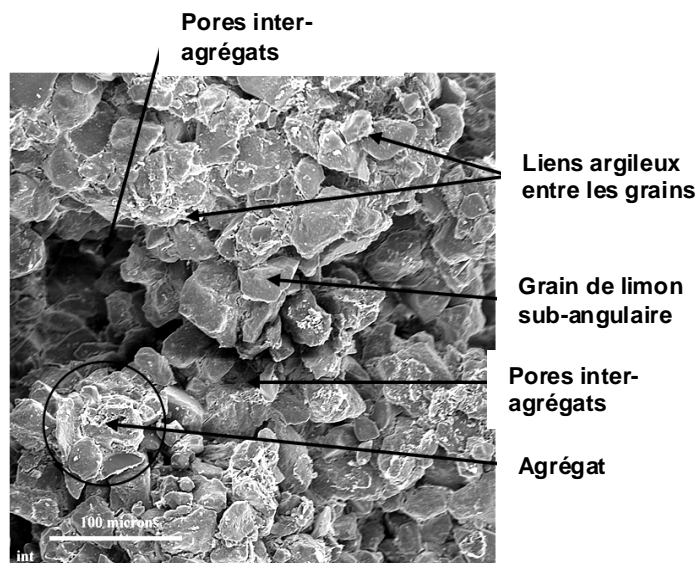 Pores inter-
agrégats
Liens argileux
entre les grains
Grain de limon
sub-angulaire
Pores inter-
agrégats
Agrégat
100 microns
int